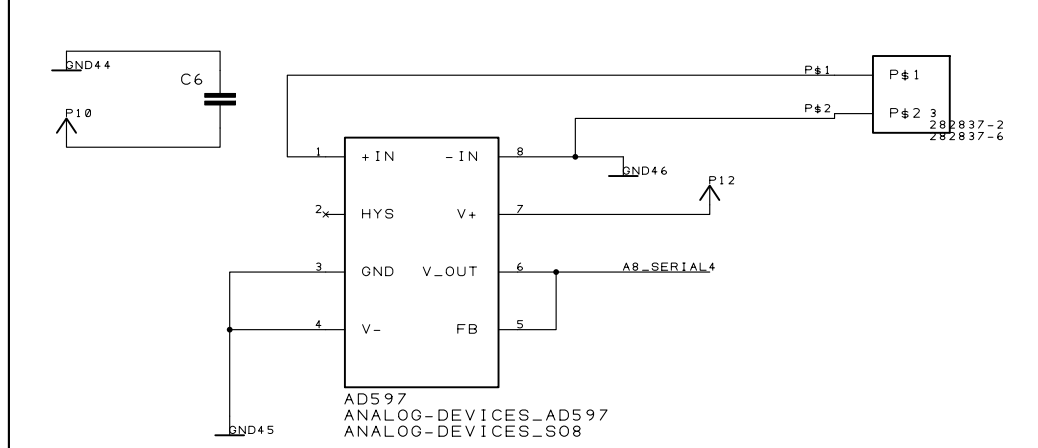 GND44
C6
P10
P$1
P$1
P$2
P$2
3
282837-2
282837-6
1
+IN
-IN
8
GND46
P12
2
HYS
V+
7
3
GND
V_OUT
6
A8_SERIAL4
4
V-
FB
5
AD597
ANALOG-DEVICES_AD597
ANALOG-DEVICES_SO8
GND45